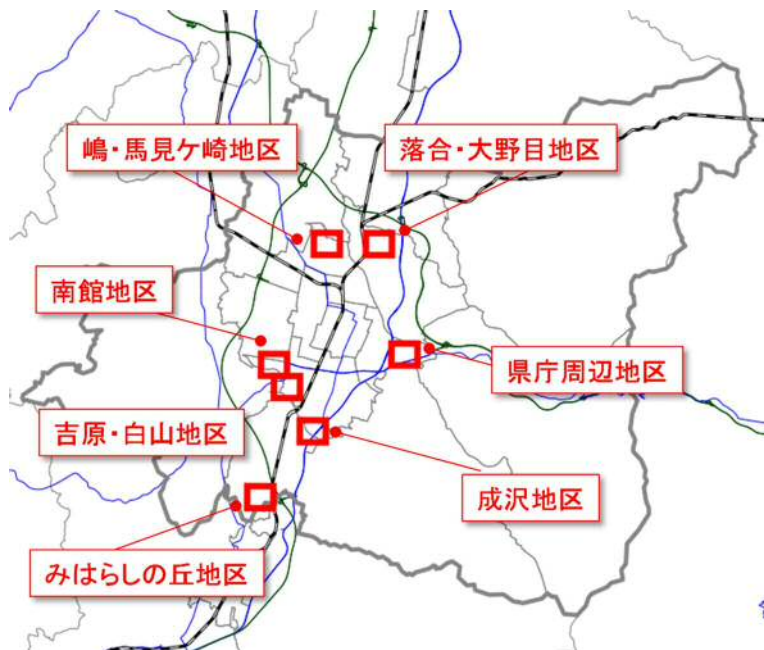 嶋・馬見ケ崎地区
落合・大野目地区
南館地区
県庁周辺地区
吉原・白山地区
成沢地区
みはらしの丘地区